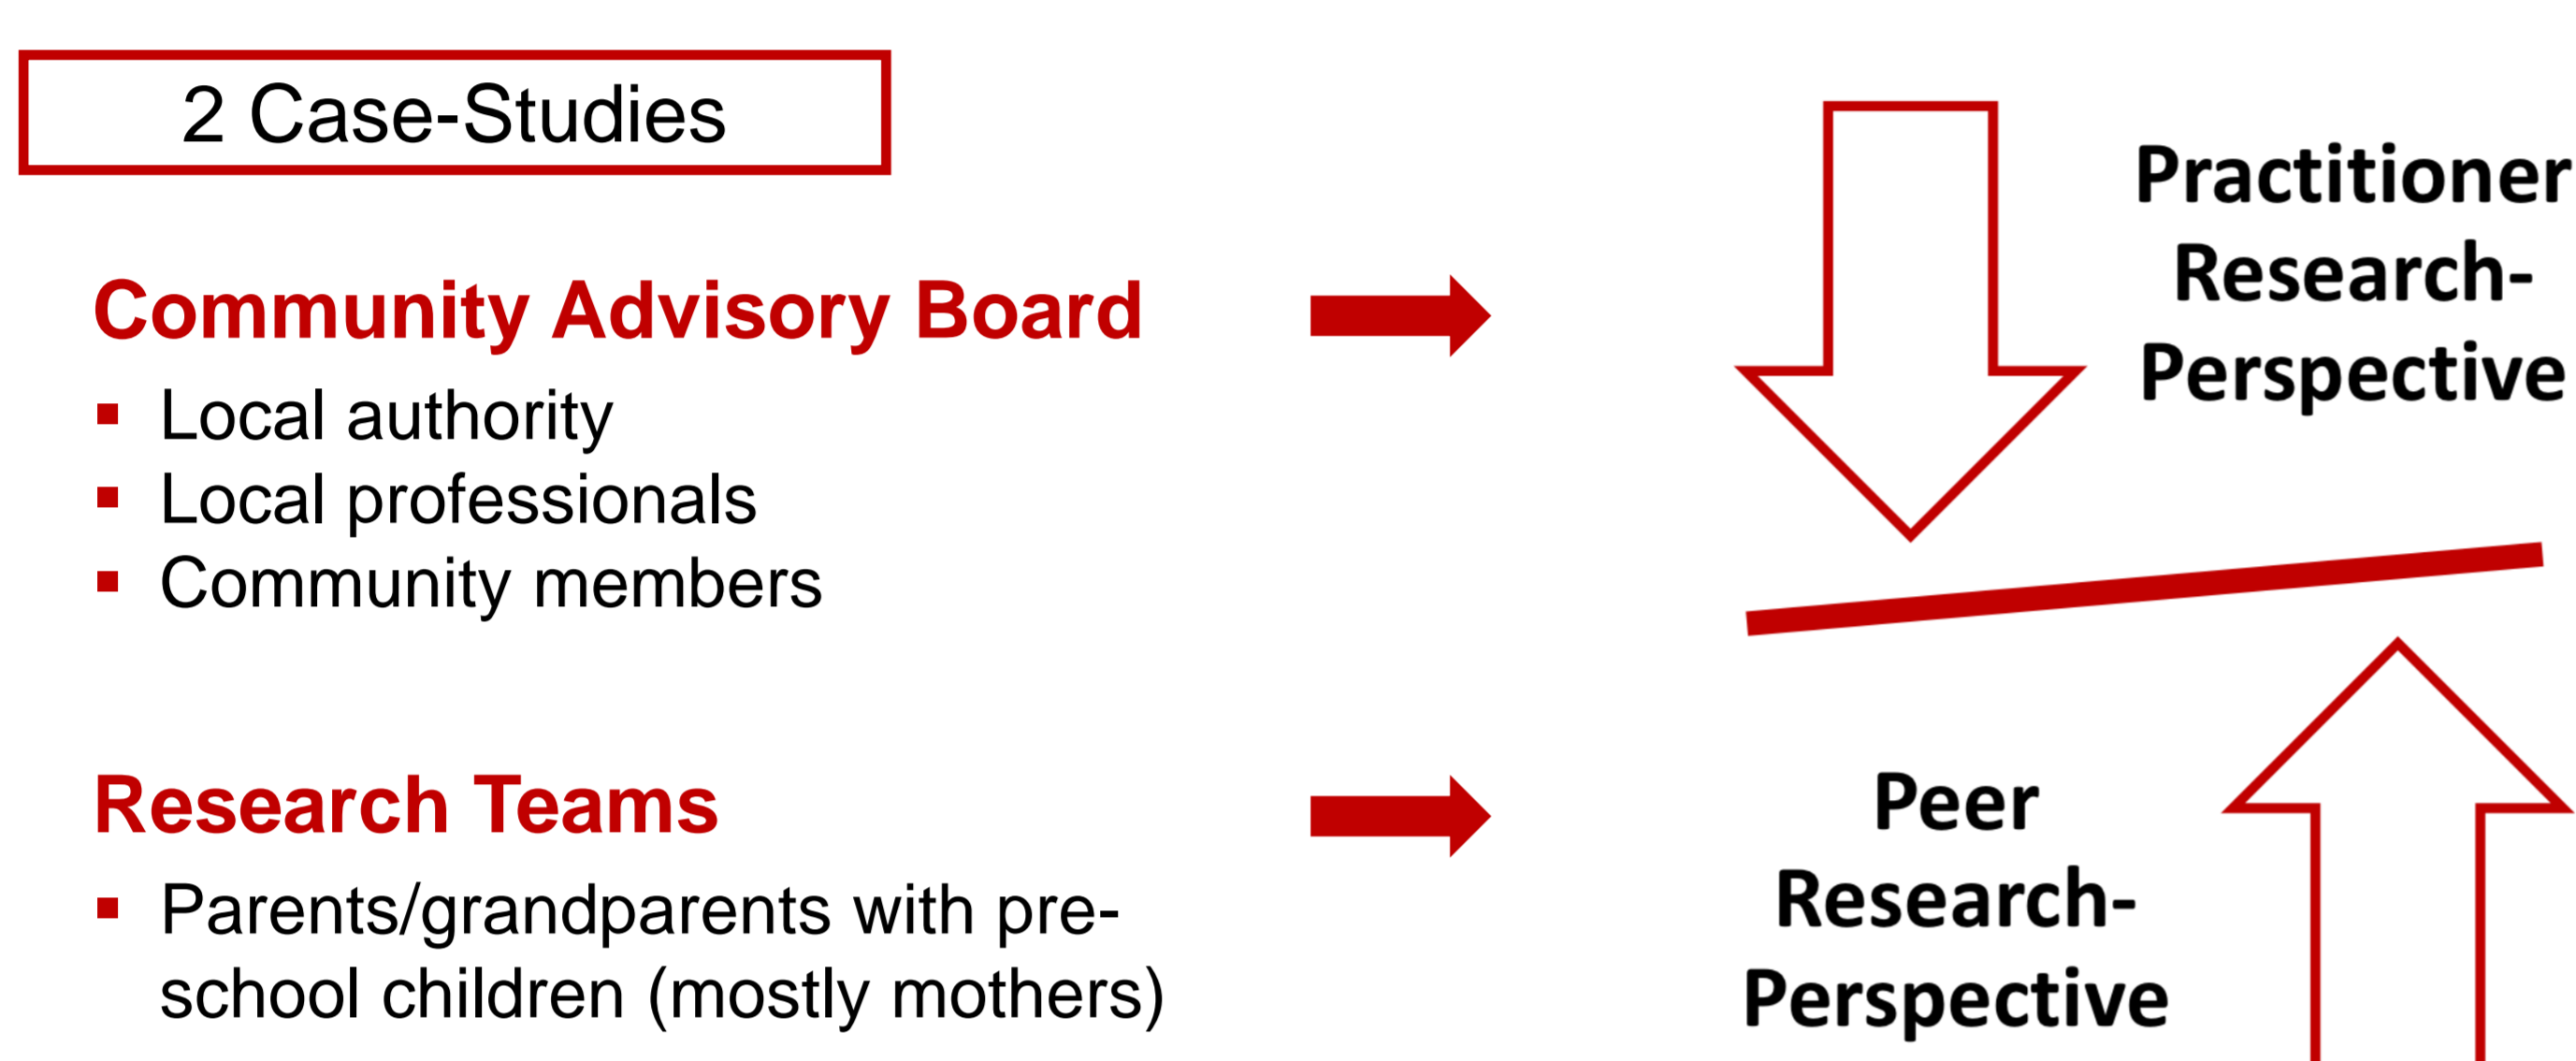 2 Case-Studies
Community Advisory Board
▪ Local authority
▪ Local professionals
▪ Community members
Practitioner
Research-
Perspective
Research Teams
▪ Parents/grandparents with pre-
school children (mostly mothers)
Peer
Research-
Perspective